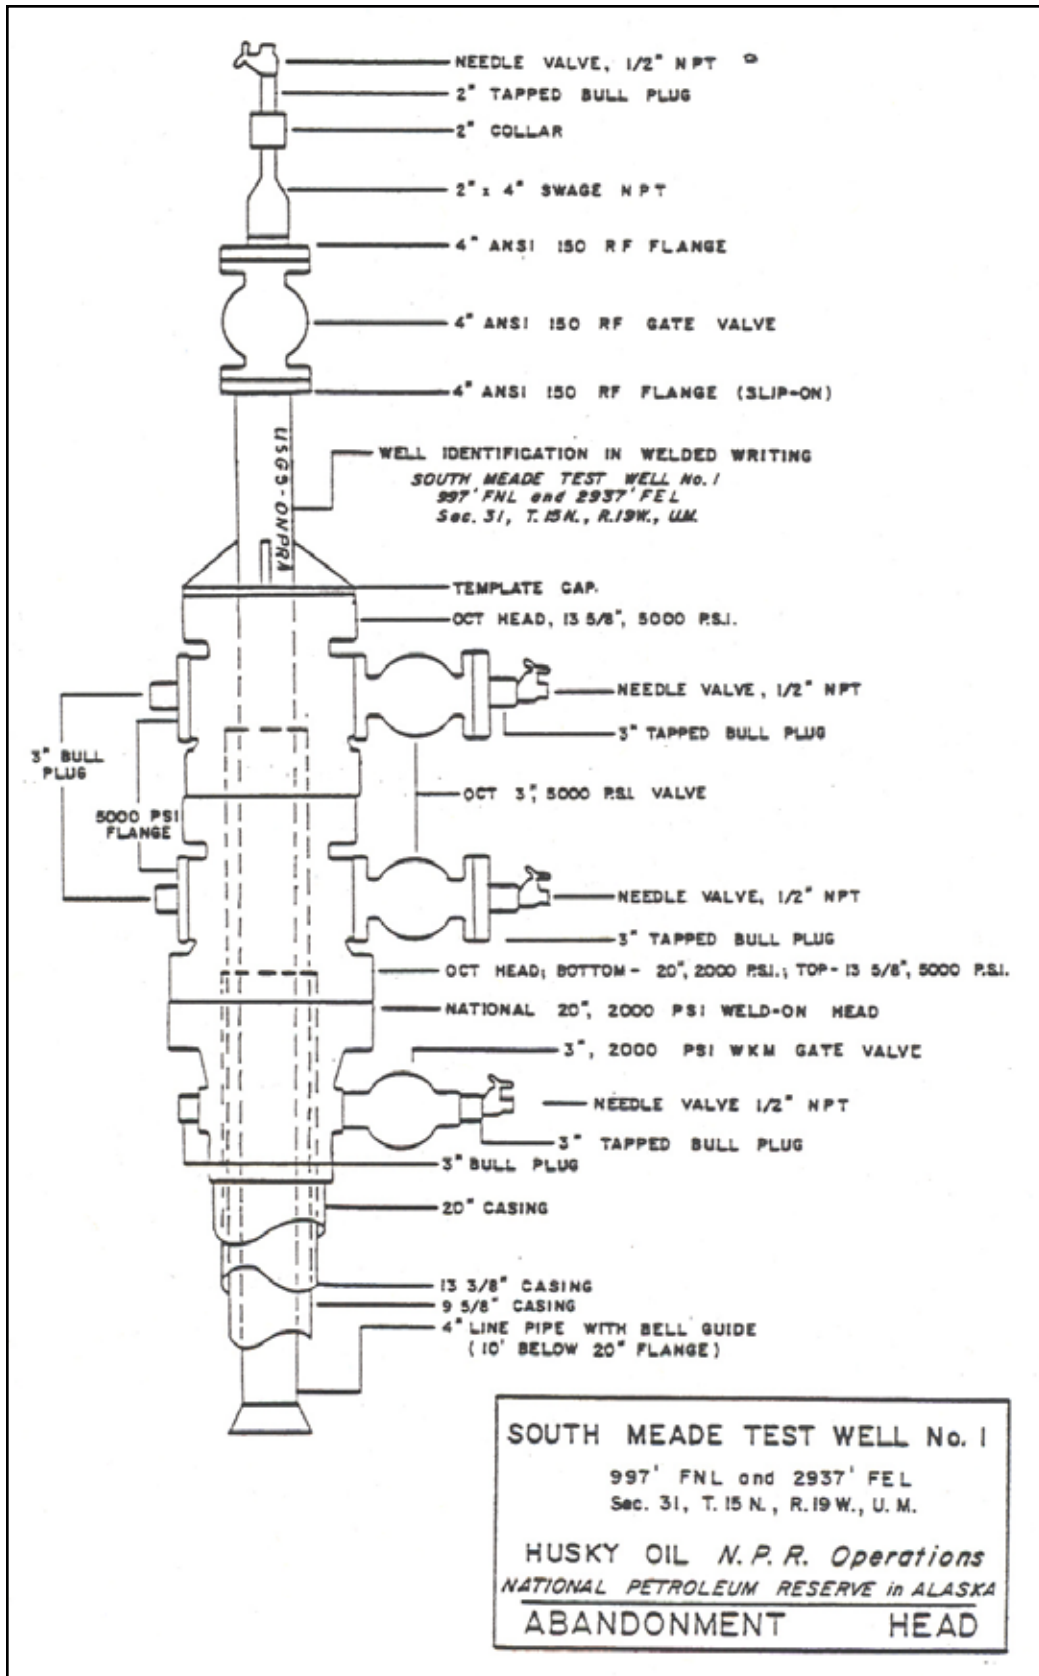 NEEDLE VALVE, 1/2" NPT
2" TAPPED BULL PLUG
2" COLLAR
2" x 4" SWAGE NPT
4" ANSI 150 RF FLANGE
4" ANSI 150 RF GATE VALVE
4" ANSI 150 RF FLANGE (SLIP-ON)
USGS-ONPRA
WELL IDENTIFICATION IN WELDED WRITING
SOUTH MEADE TEST WELL No. 1
997' FNL and 2937' FEL
Sec. 31, T. 15N., R.19W., U.M.
TEMPLATE CAP.
OCT HEAD, 13 5/8", 5000 P.S.I.
NEEDLE VALVE, 1/2" NPT
3" TAPPED BULL PLUG
3" BULL
PLUG
OCT 3", 5000 P.S.I. VALVE
5000 PSI
FLANGE
NEEDLE VALVE, 1/2" NPT
3" TAPPED BULL PLUG
OCT HEAD; BOTTOM - 20", 2000 P.S.I.; TOP - 13 5/8", 5000 P.S.I.
NATIONAL 20", 2000 PSI WELD-ON HEAD
3", 2000 PSI WKM GATE VALVE
NEEDLE VALVE 1/2" NPT
3" TAPPED BULL PLUG
3" BULL PLUG
20" CASING
13 3/8" CASING
9 5/8" CASING
4" LINE PIPE WITH BELL GUIDE
(10' BELOW 20" FLANGE)
SOUTH MEADE TEST WELL No. 1
997' FNL and 2937' FEL
Sec. 31, T. 15 N., R. 19 W., U. M.
HUSKY OIL N.P.R. Operations
NATIONAL PETROLEUM RESERVE in ALASKA
ABANDONMENT HEAD